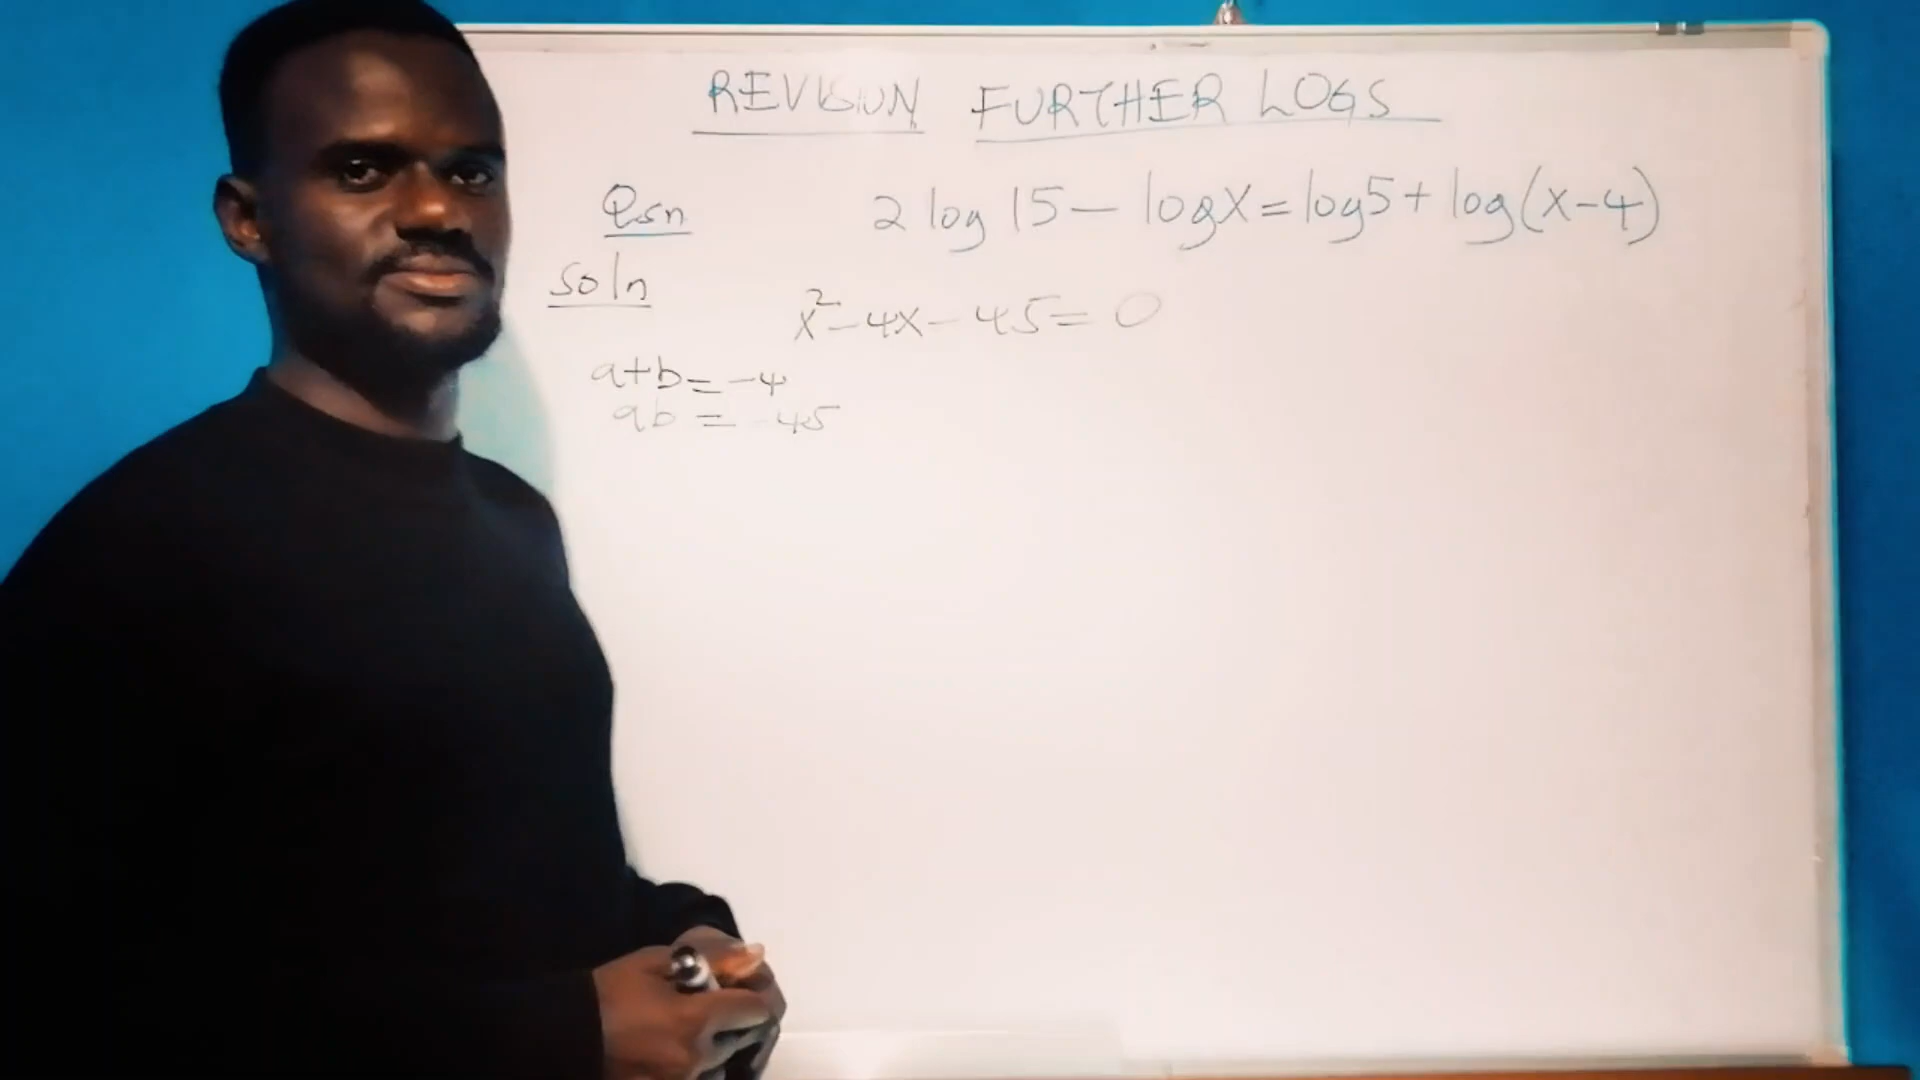 REVISION FURTHER LOGS
Qsn 2 log 15 - log x = log 5 + log (x-4)
soln
x² - 4x - 45 = 0
a+b = -4
ab = -45